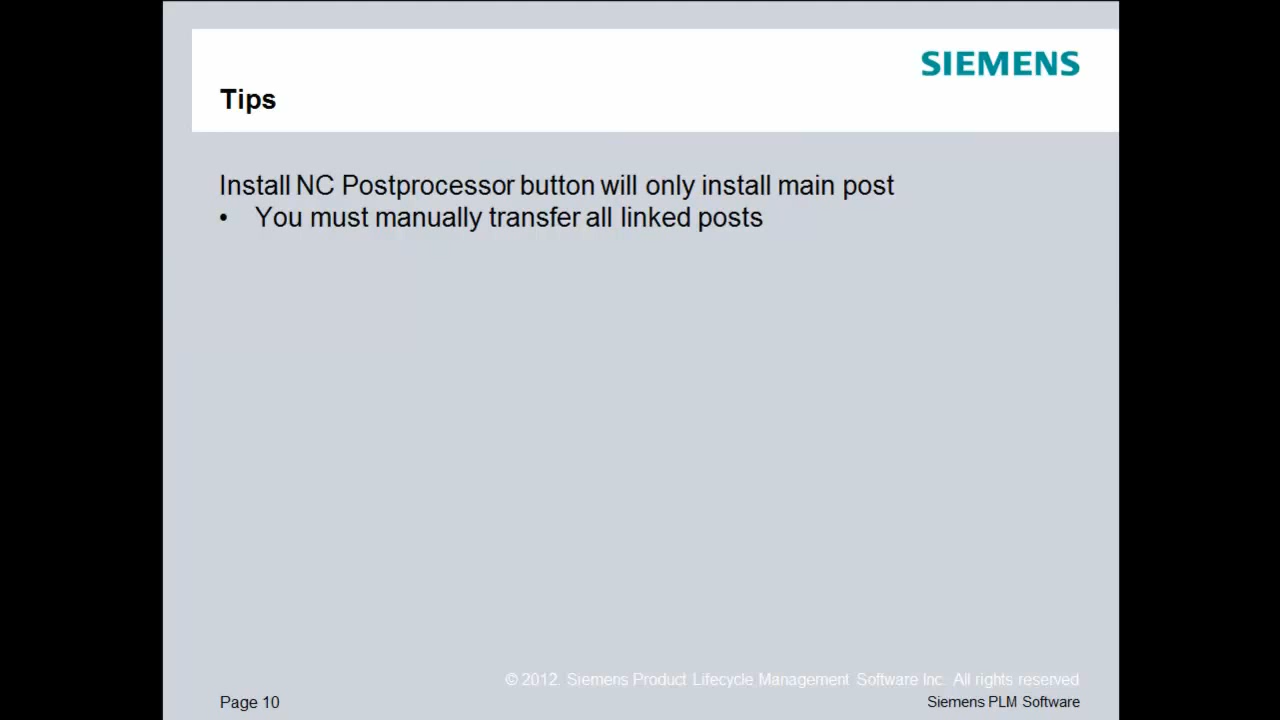 SIEMENS
Tips
Install NC Postprocessor button will only install main post
• You must manually transfer all linked posts
© 2012. Siemens Product Lifecycle Management Software Inc. All rights reserved
Page 10
Siemens PLM Software